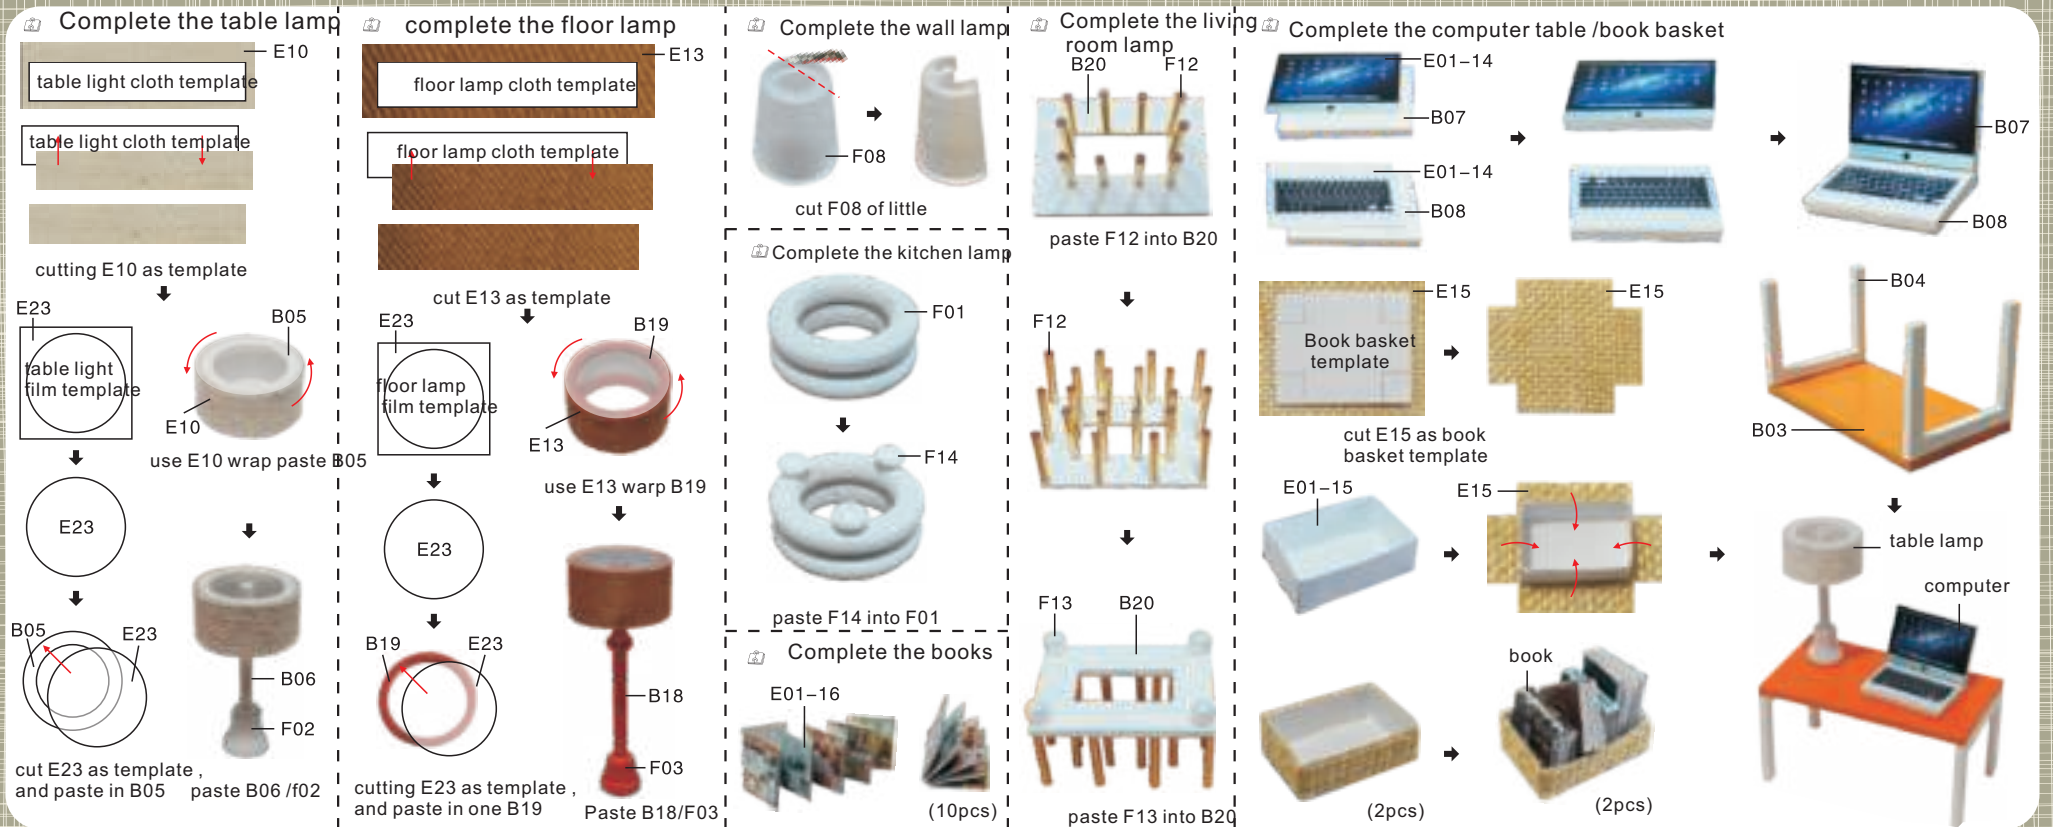 Complete the table lamp
E10
table light cloth template
table light cloth template
cutting E10 as template
E23
table light
film template
B05
E10
use E10 wrap paste B05
E23
B05
E23
cut E23 as template ,
and paste in B05
B06
F02
paste B06 /f02
complete the floor lamp
E13
floor lamp cloth template
floor lamp cloth template
cut E13 as template
E23
floor lamp
film template
B19
E13
use E13 warp B19
E23
B19
E23
cutting E23 as template ,
and paste in one B19
B18
F03
Paste B18/F03
Complete the wall lamp
F08
cut F08 of little
Complete the kitchen lamp
F01
F14
paste F14 into F01
Complete the books
E01-16
(10pcs)
Complete the living
room lamp
B20
F12
paste F12 into B20
F12
F13
B20
paste F13 into B20
Complete the computer table /book basket
E01-14
B07
E01-14
B08
B07
B08
E15
Book basket
template
E15
cut E15 as book
basket template
B04
B03
E01-15
E15
table lamp
computer
book
(2pcs)
(2pcs)